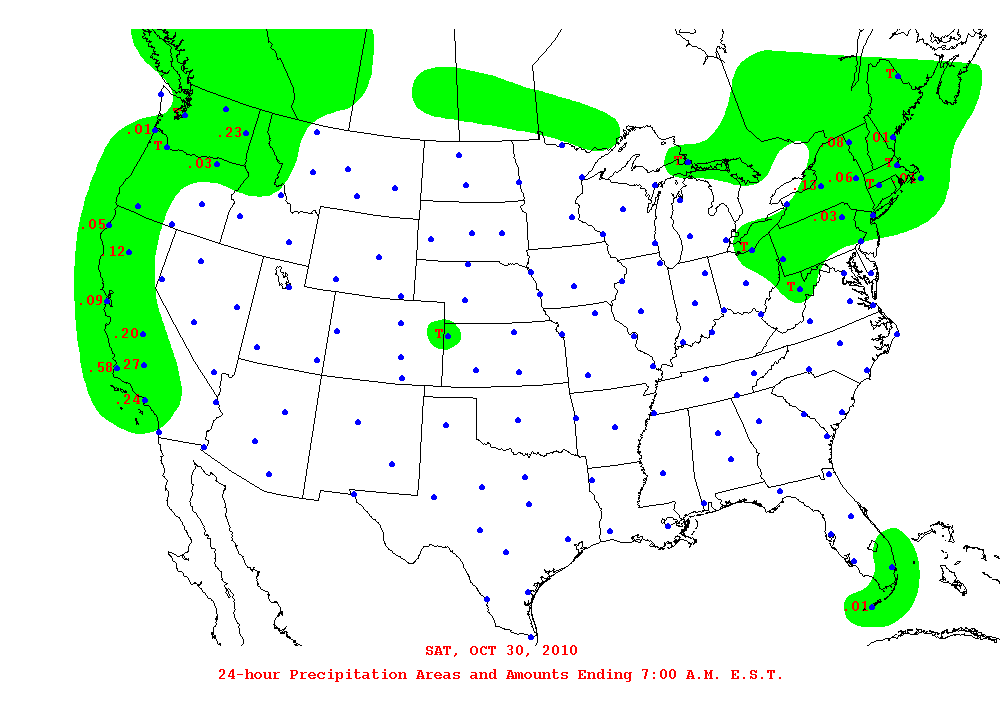 T
T
.01
.23
T
.08
.01
.03
T
T
.13
.06
T
.05
.03
12
T
T
.09
.20
T
.58
27
.24
.01
SAT, OCT 30, 2010
24-hour Precipitation Areas and Amounts Ending 7:00 A.M. E.S.T.